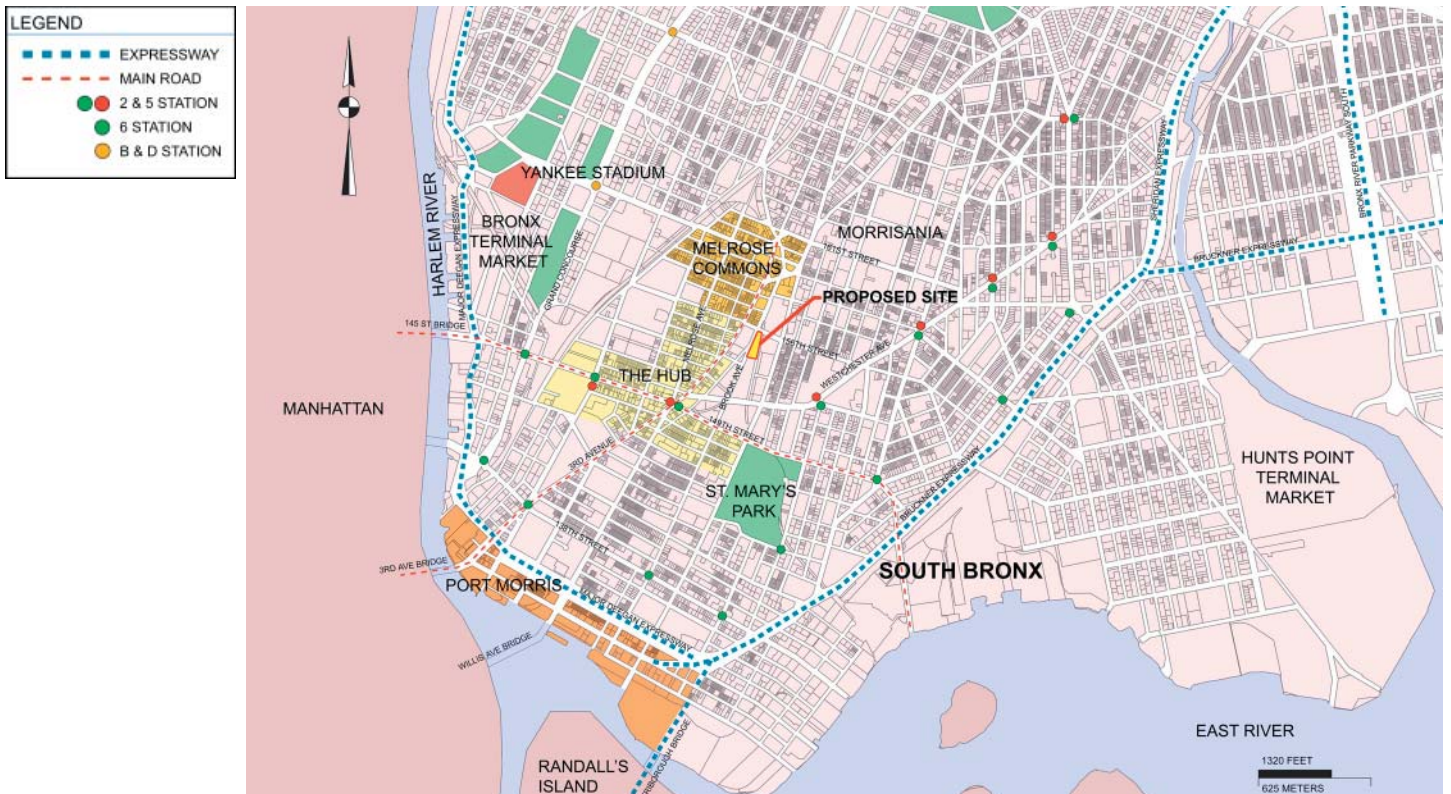 LEGEND
EXPRESSWAY
MAIN ROAD
2 & 5 STATION
6 STATION
B & D STATION
YANKEE STADIUM
HARLEM RIVER
MAJOR DEEGAN EXPRESSWAY
BRONX
TERMINAL
MARKET
GRAND CONCOURSE
MELROSE
COMMONS
MORRISANIA
161ST STREET
SHERIDAN EXPRESSWAY
BRONX RIVER PARKWAY SOUTH
BRUCKNER EXPRESSWAY
PROPOSED SITE
145 ST BRIDGE
MELROSE AVE
156TH STREET
WESTCHESTER AVE
THE HUB
BROOK AVE
MANHATTAN
149TH STREET
3RD AVENUE
ST. MARY'S
PARK
BRUCKNER EXPRESSWAY
HUNTS POINT
TERMINAL
MARKET
138TH STREET
3RD AVE BRIDGE
PORT MORRIS
MAJOR DEEGAN EXPRESSWAY
SOUTH BRONX
WILLIS AVE BRIDGE
RIBOROUGH BRIDGE
RANDALL'S
ISLAND
EAST RIVER
1320 FEET
625 METERS